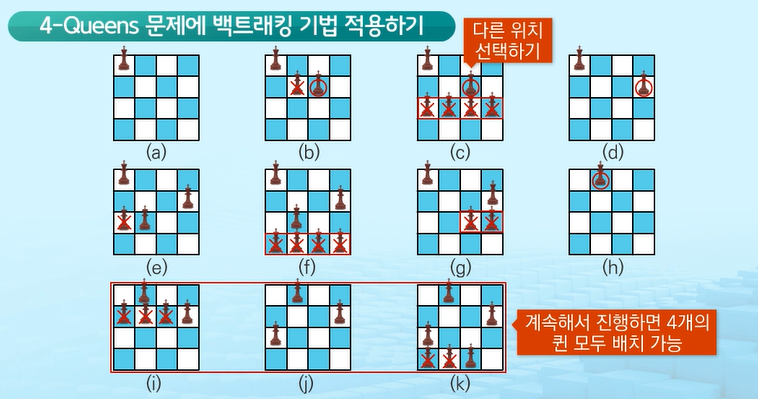 4-Queens 문제에 백트래킹 기법 적용하기
다른 위치
선택하기
(a)
(b)
(c)
(d)
(e)
(f)
(g)
(h)
(i)
(j)
(k)
계속해서 진행하면 4개의
퀸 모두 배치 가능